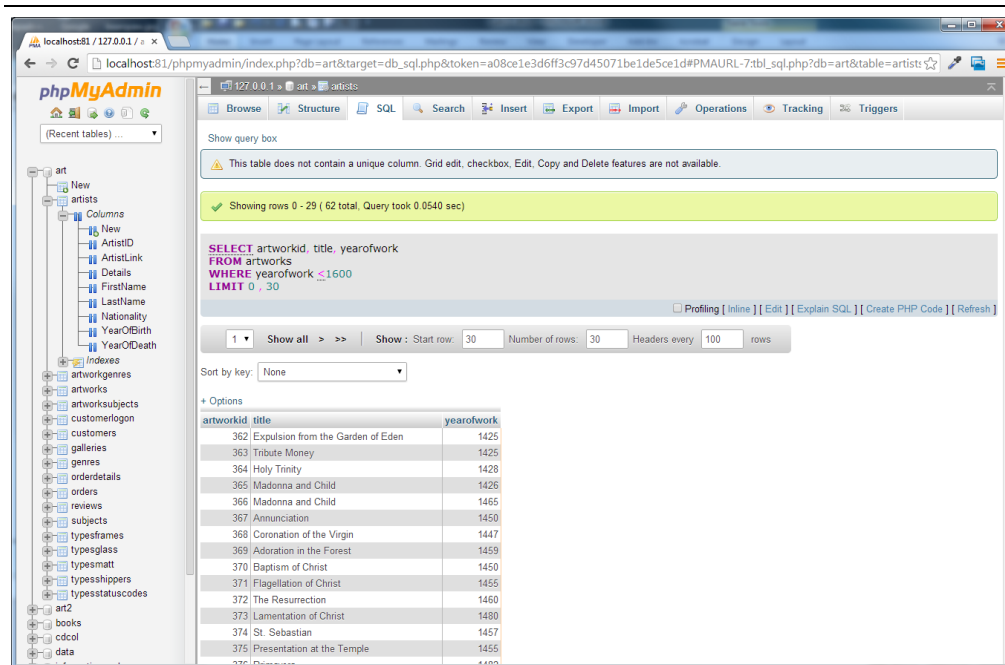 localhost:81 / 127.0.0.1 / a
localhost:81/phpmyadmin/index.php?db=art&target=db_sql.php&token=a08ce1e3d6ff3c97d45071be1de5ce1d#PMAURL-7:tbl_sql.php?db=art&table=artists
phpMyAdmin
(Recent tables) ...
art
New
artists
Columns
New
ArtistID
ArtistLink
Details
FirstName
LastName
Nationality
YearOfBirth
YearOfDeath
Indexes
artworkgenres
artworks
artworksubjects
customerlogon
customers
galleries
genres
orderdetails
orders
reviews
subjects
typesframes
typesglass
typesmatt
typesshippers
typesstatuscodes
art2
books
cdcol
data
127.0.0.1 » art » artists
Browse Structure SQL Search Insert Export Import Operations Tracking Triggers
Show query box
This table does not contain a unique column. Grid edit, checkbox, Edit, Copy and Delete features are not available.
Showing rows 0 - 29 ( 62 total, Query took 0.0540 sec)
SELECT artworkid, title, yearofwork
FROM artworks
WHERE yearofwork <1600
LIMIT 0 , 30
Profiling [ Inline ] [ Edit ] [ Explain SQL ] [ Create PHP Code ] [ Refresh ]
1 Show all > >> Show : Start row: 30 Number of rows: 30 Headers every 100 rows
Sort by key: None
+ Options
artworkid title yearofwork
362 Expulsion from the Garden of Eden 1425
363 Tribute Money 1425
364 Holy Trinity 1428
365 Madonna and Child 1426
366 Madonna and Child 1465
367 Annunciation 1450
368 Coronation of the Virgin 1447
369 Adoration in the Forest 1459
370 Baptism of Christ 1450
371 Flagellation of Christ 1455
372 The Resurrection 1460
373 Lamentation of Christ 1480
374 St. Sebastian 1457
375 Presentation at the Temple 1455